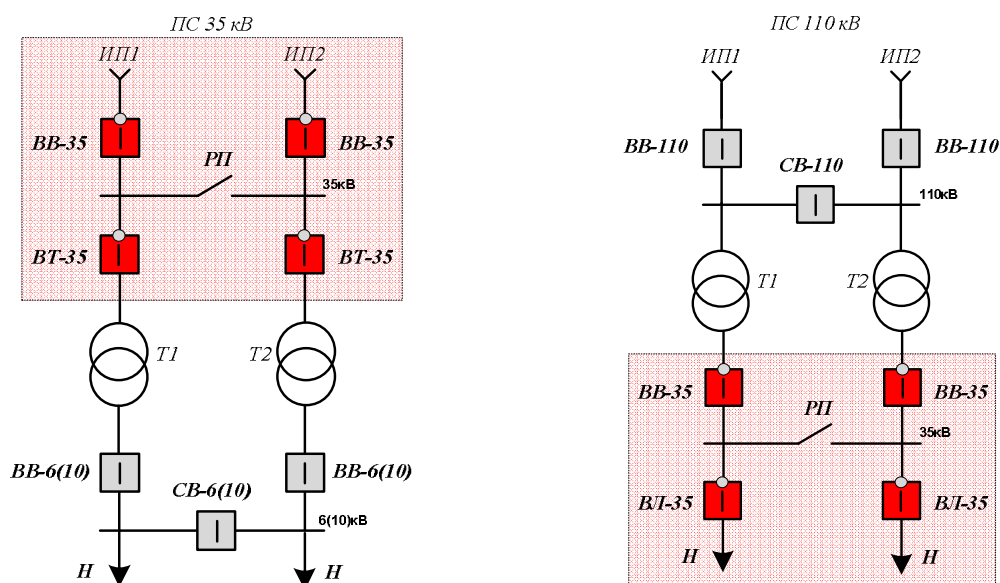 ПС 35 кВ
ИП1
ИП2
ВВ-35
ВВ-35
РП
35кВ
ВТ-35
ВТ-35
Т1
Т2
ВВ-6(10)
ВВ-6(10)
СВ-6(10)
6(10)кВ
Н
Н
ПС 110 кВ
ИП1
ИП2
ВВ-110
ВВ-110
СВ-110
110кВ
Т1
Т2
ВВ-35
ВВ-35
РП
35кВ
ВЛ-35
ВЛ-35
Н
Н